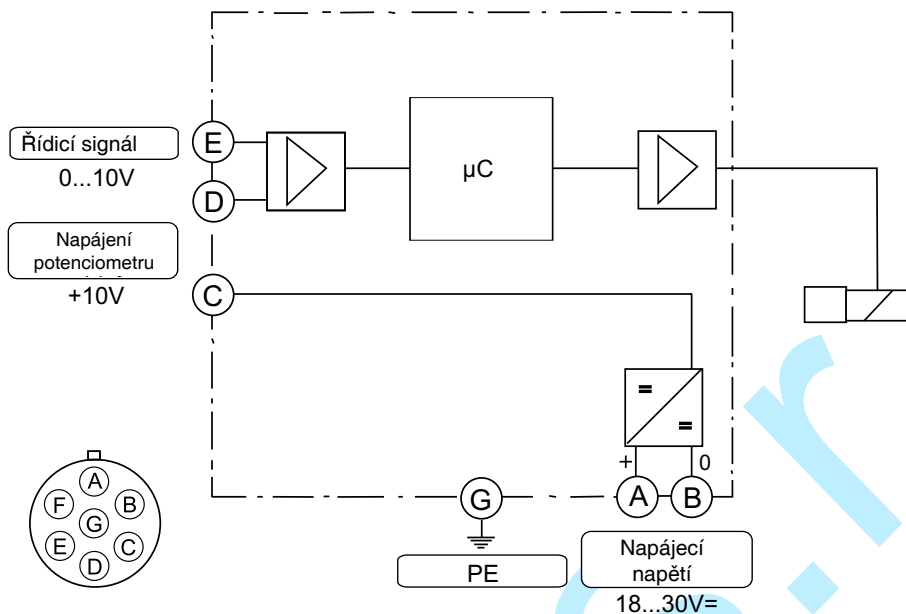 Řídicí signál
0...10V
E
D
µC
Napájení
potenciometru
+10V
C
=
=
+
0
A
B
G
PE
Napájecí
napětí
18...30V=
A
F
B
G
E
C
D